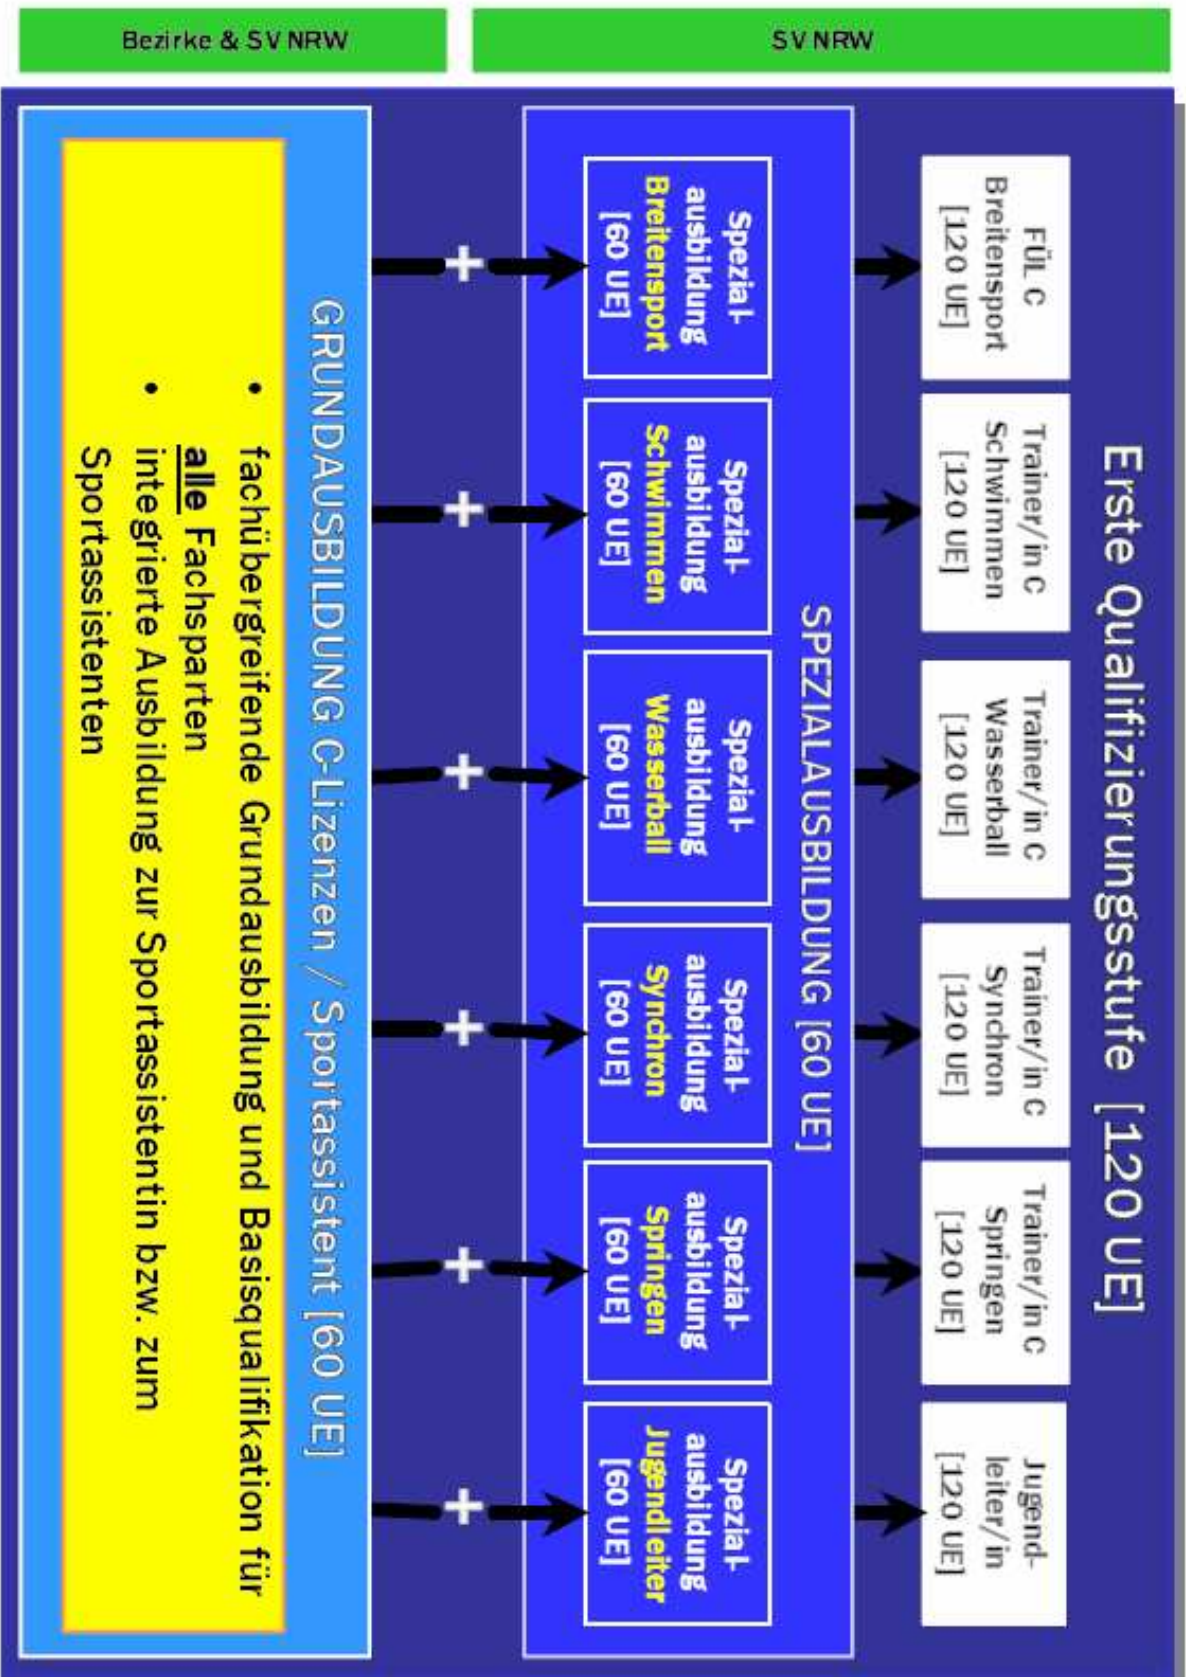 Erste Qualifizierungsstufe [120 UE]
FÜL C
Breitensport
[120 UE]
Trainer/in C
Schwimmen
[120 UE]
Trainer/in C
Wasserball
[120 UE]
Trainer/in C
Synchron
[120 UE]
Trainer/in C
Springen
[120 UE]
Jugend-
leiter/in
[120 UE]
SV NRW
SPEZIALAUSBILDUNG [60 UE]
Spezial-
ausbildung
Breitensport
[60 UE]
Spezial-
ausbildung
Schwimmen
[60 UE]
Spezial-
ausbildung
Wasserball
[60 UE]
Spezial-
ausbildung
Synchron
[60 UE]
Spezial-
ausbildung
Springen
[60 UE]
Spezial-
ausbildung
Jugendleiter
[60 UE]
+ + + + + +
Bezirke & SV NRW
GRUNDAUSBILDUNG C-Lizenzen / Sportassistent [60 UE]
• fachübergreifende Grundausbildung und Basisqualifikation für
alle Fachsparten
• integrierte Ausbildung zur Sportassistentin bzw. zum
Sportassistenten